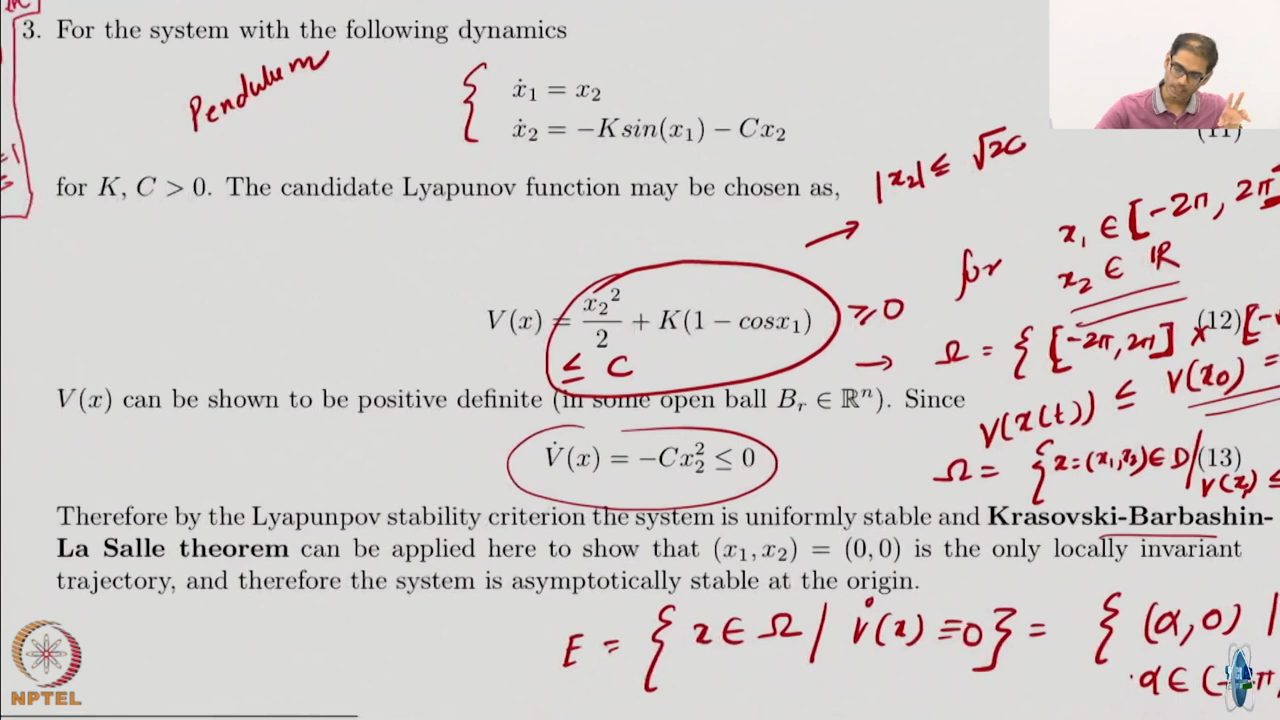 3. For the system with the following dynamics
Pendulum
{ ẋ₁ = x₂
ẋ₂ = −Ksin(x₁) − Cx₂
(11)
for K, C > 0. The candidate Lyapunov function may be chosen as,
→ |x₂| ≤ √2C
for x₁ ∈ [-2π, 2π
x₂ ∈ ℝ
V(x) = x₂²/2 + K(1 − cosx₁) ≥ 0
(12)
≤ C → Ω = { [-2π, 2π] × [-
V(x) can be shown to be positive definite (in some open ball Bᵣ ∈ ℝⁿ). Since
V(x(t)) ≤ V(x₀) =
V̇(x) = −Cx₂² ≤ 0
(13)
Ω = { x=(x₁,x₂) ∈ D / V(x) ≤
Therefore by the Lyapunpov stability criterion the system is uniformly stable and Krasovski-Barbashin-
La Salle theorem can be applied here to show that (x₁, x₂) = (0, 0) is the only locally invariant
trajectory, and therefore the system is asymptotically stable at the origin.
E = { x ∈ Ω / V̇(x) ≡ 0 } = { (α, 0) |
NPTEL